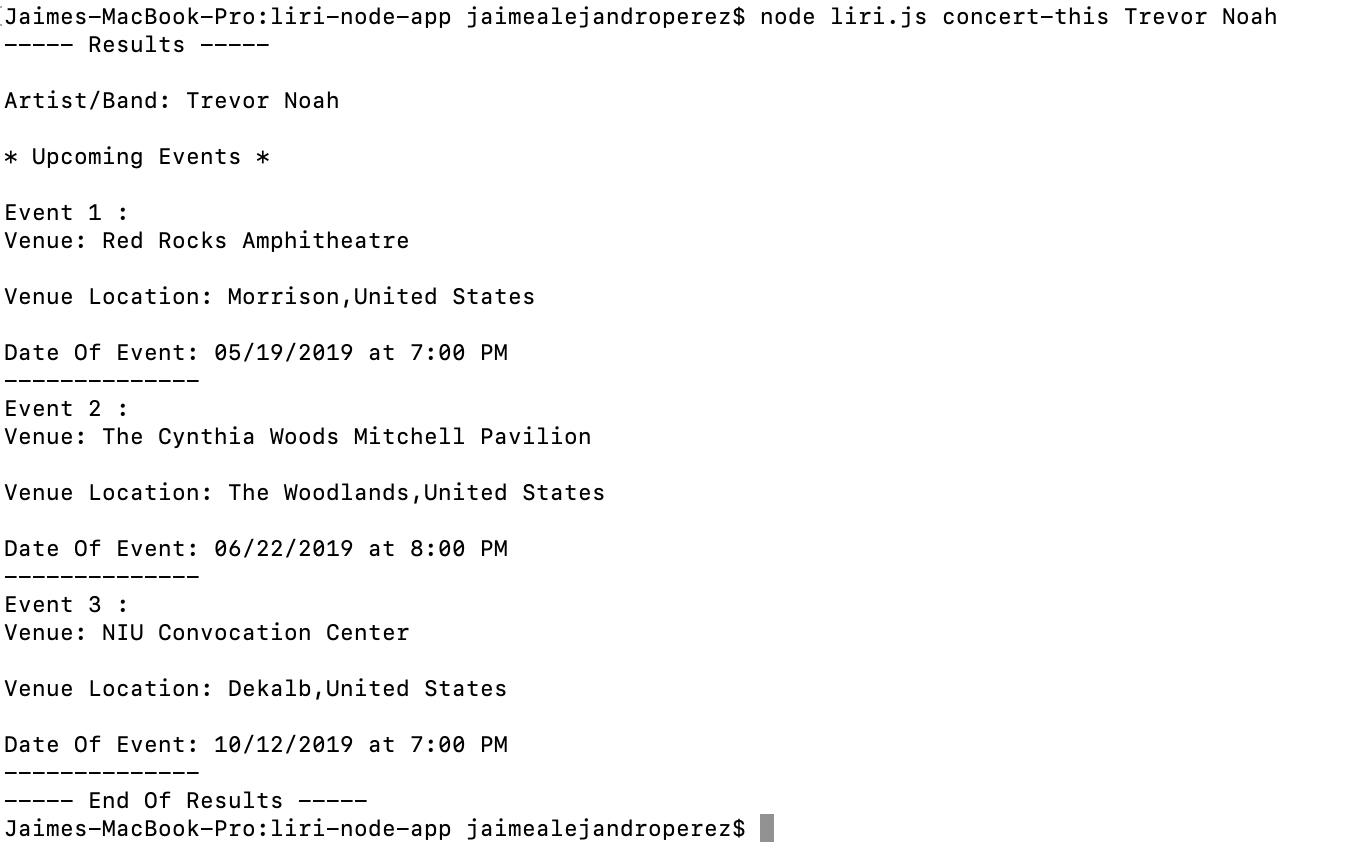 Jaimes-MacBook-Pro:liri-node-app jaimealejandroperez$ node liri.js concert-this Trevor Noah
----- Results -----
Artist/Band: Trevor Noah
* Upcoming Events *
Event 1 :
Venue: Red Rocks Amphitheatre
Venue Location: Morrison,United States
Date Of Event: 05/19/2019 at 7:00 PM
--------------
Event 2 :
Venue: The Cynthia Woods Mitchell Pavilion
Venue Location: The Woodlands,United States
Date Of Event: 06/22/2019 at 8:00 PM
--------------
Event 3 :
Venue: NIU Convocation Center
Venue Location: Dekalb,United States
Date Of Event: 10/12/2019 at 7:00 PM
--------------
----- End Of Results -----
Jaimes-MacBook-Pro:liri-node-app jaimealejandroperez$